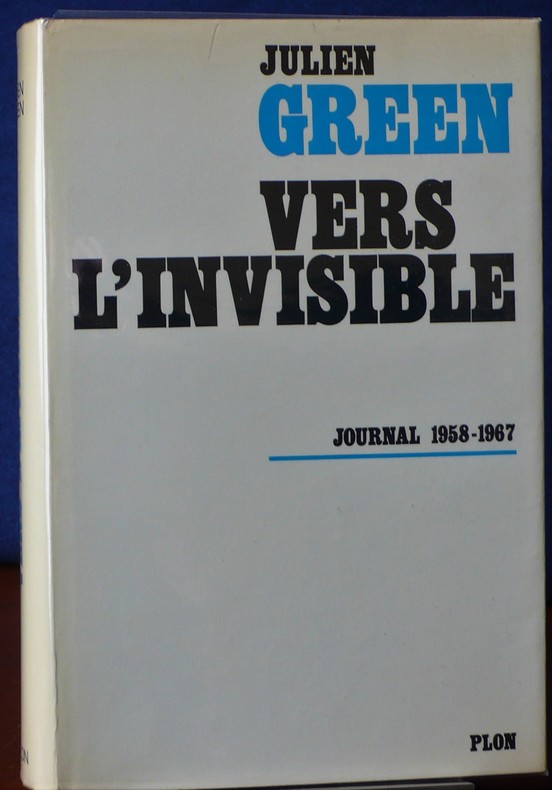 JULIEN
GREEN
VERS
L'INVISIBLE
JOURNAL 1958-1967
PLON